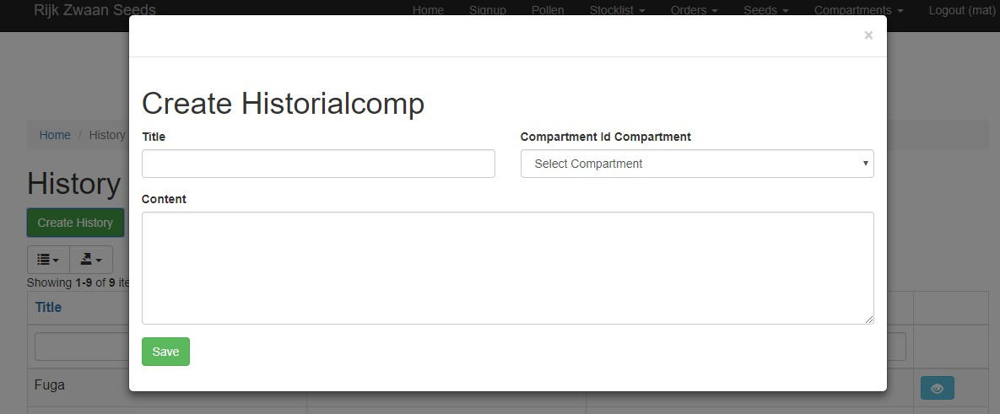 Rijk Zwaan Seeds Home Signup Pollen Stocklist Orders Seeds Compartments Logout (mat)
×
Create Historialcomp
Home / History
Title Compartment Id Compartment
Select Compartment
History
Content
Create History
Showing 1-9 of 9 ite
Title
Save
Fuga